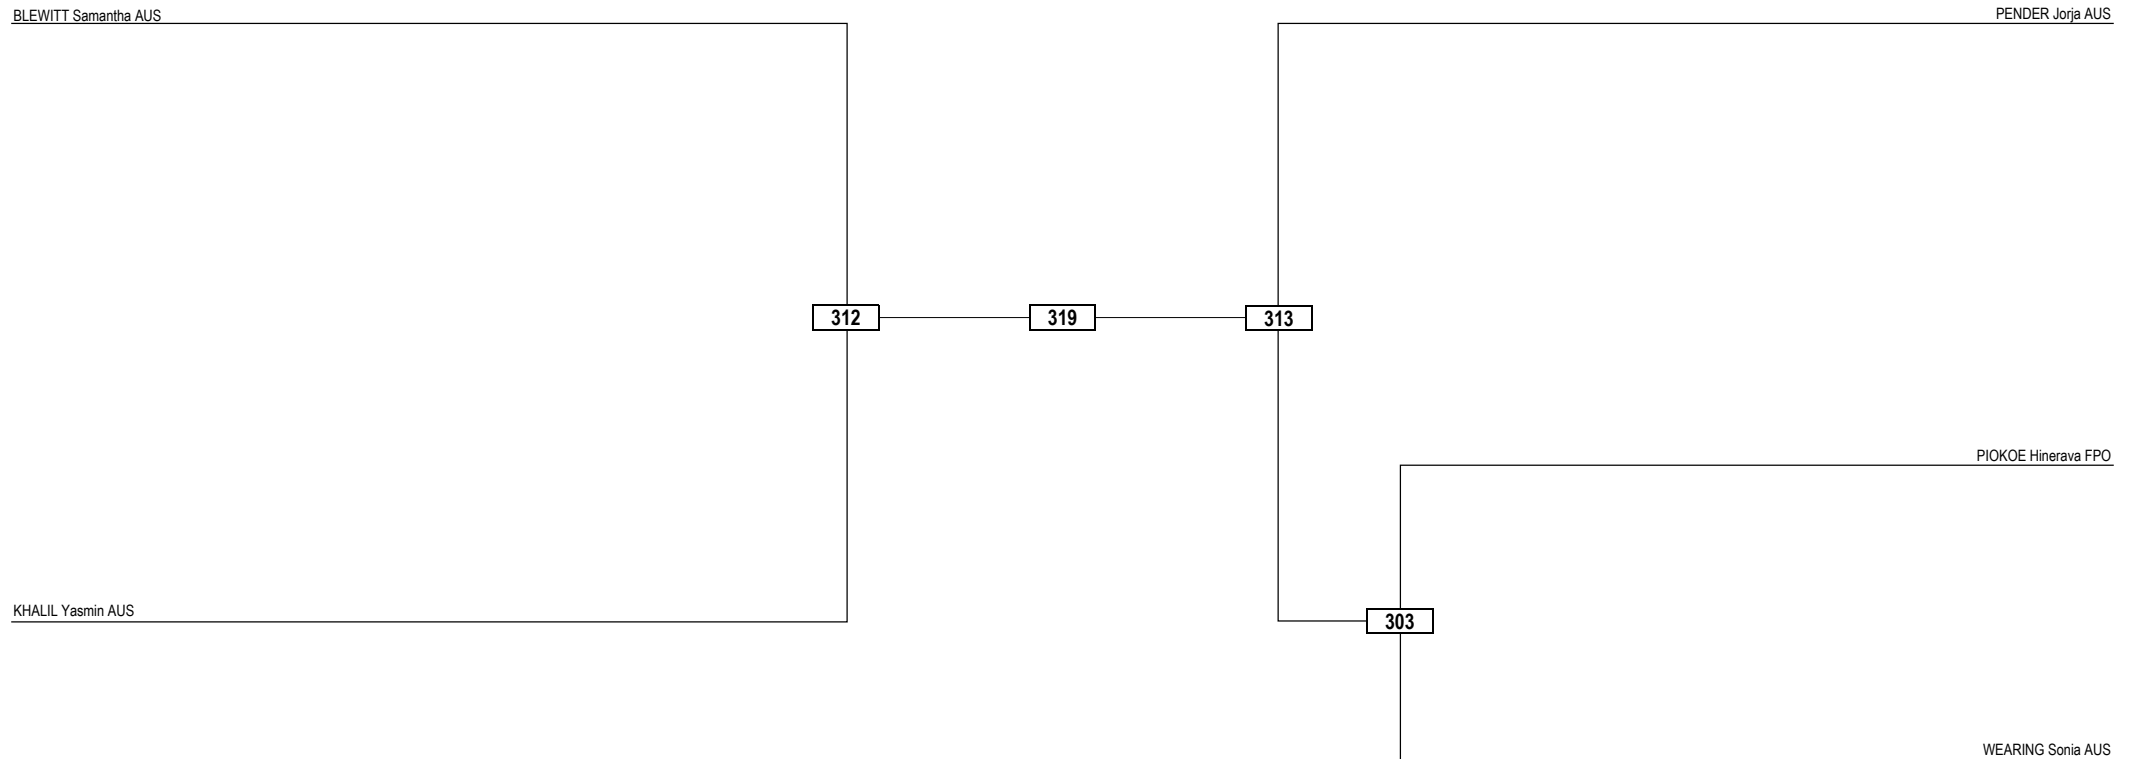 BLEWITT Samantha AUS
PENDER Jorja AUS
312
319
313
PIOKOE Hinerava FPO
KHALIL Yasmin AUS
303
WEARING Sonia AUS